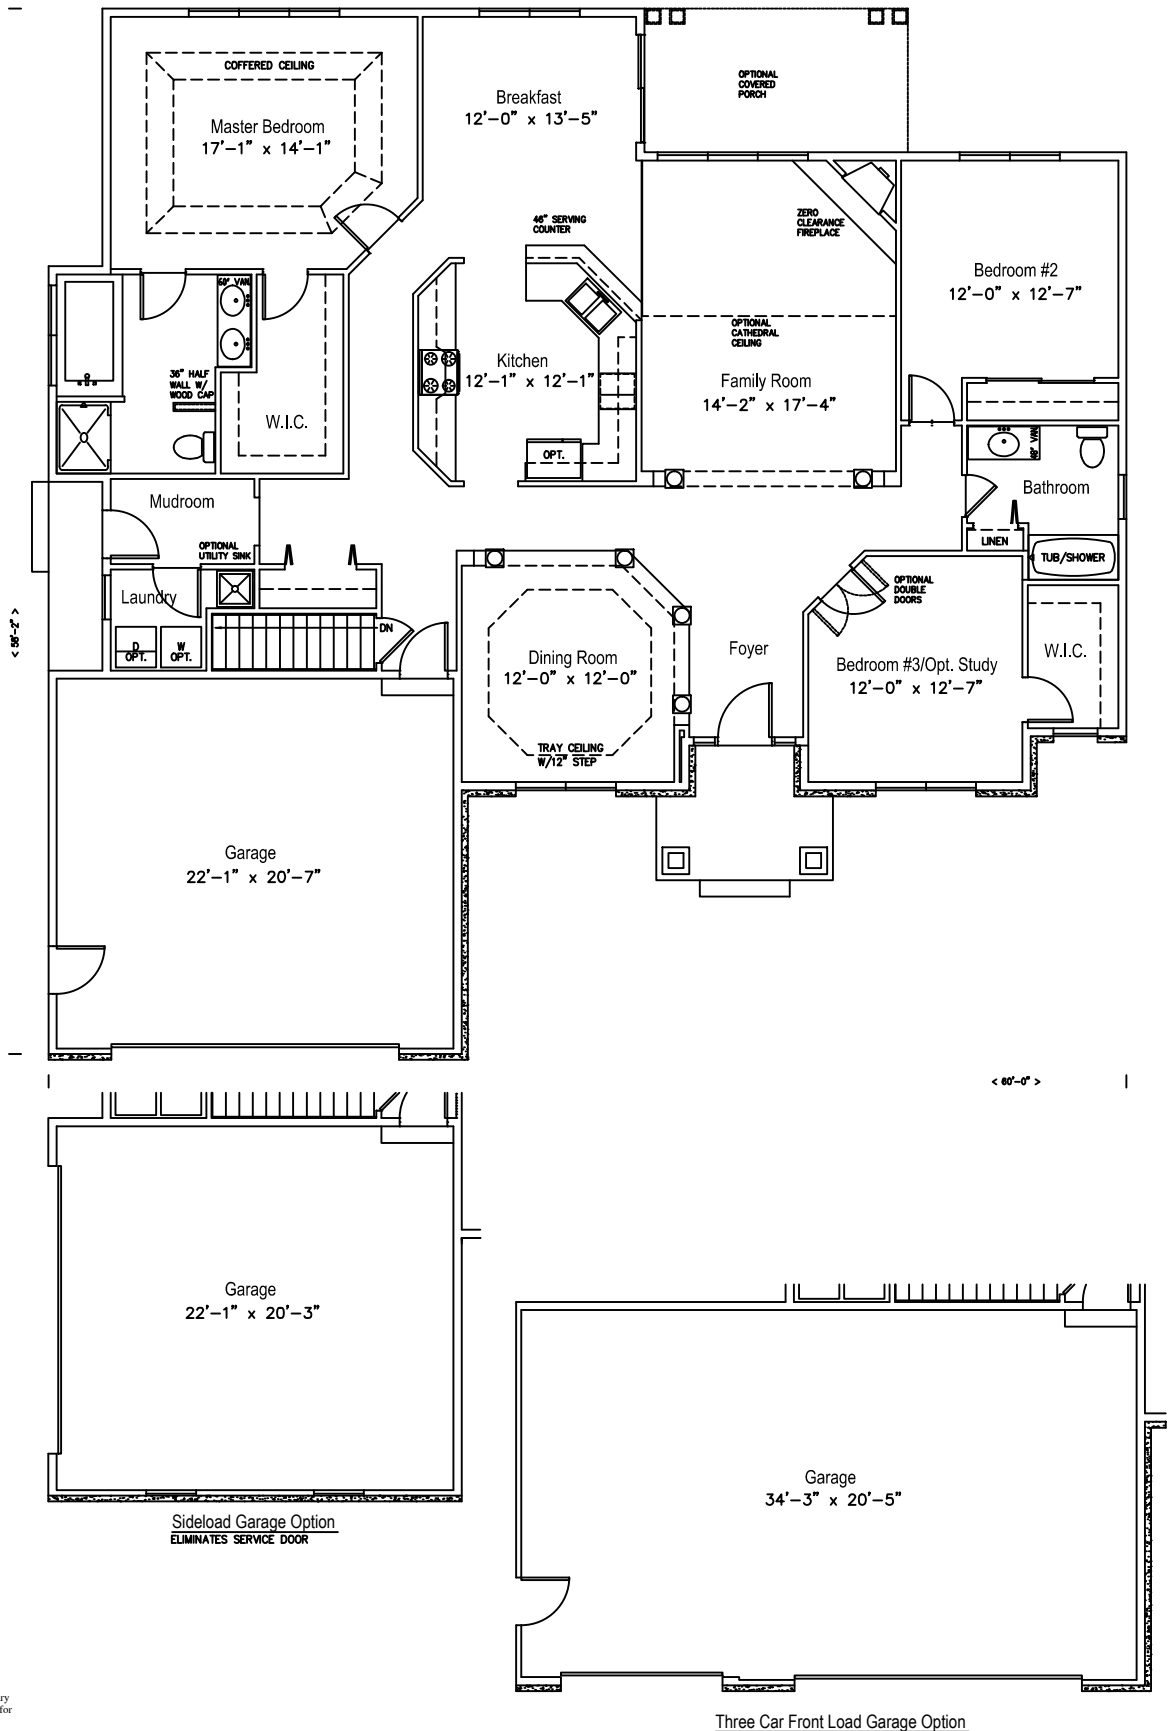 COFFERED CEILING
Master Bedroom
17'-1" x 14'-1"
Breakfast
12'-0" x 13'-5"
OPTIONAL
COVERED
PORCH
46" SERVING
COUNTER
ZERO
CLEARANCE
FIREPLACE
Bedroom #2
12'-0" x 12'-7"
60" VAN.
36" HALF
WALL W/
WOOD CAP
W.I.C.
Kitchen
12'-1" x 12'-1"
OPT.
OPTIONAL
CATHEDRAL
CEILING
Family Room
14'-2" x 17'-4"
48" VAN.
Bathroom
LINEN
TUB/SHOWER
Mudroom
OPTIONAL
UTILITY SINK
Laundry
D
OPT.
W
OPT.
DN
< 58'-2" >
Dining Room
12'-0" x 12'-0"
TRAY CEILING
W/12" STEP
Foyer
OPTIONAL
DOUBLE
DOORS
Bedroom #3/Opt. Study
12'-0" x 12'-7"
W.I.C.
Garage
22'-1" x 20'-7"
< 60'-0" >
Garage
22'-1" x 20'-3"
Sideload Garage Option
ELIMINATES SERVICE DOOR
Garage
34'-3" x 20'-5"
Three Car Front Load Garage Option
ry
for